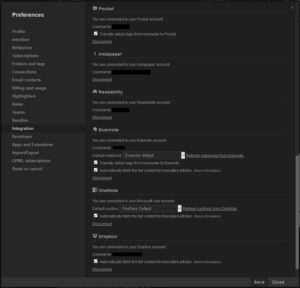 Preferences
Profile
Interface
Behaviour
Subscriptions
Folders and tags
Connections
Email contacts
Billing and usage
Highlighters
Rules
Teams
Bundles
Integration
Developer
Apps and Extensions
Import/Export
OPML subscriptions
Reset or cancel
Pocket
You are connected to your Pocket account.
Username:
Transfer article tags from Inoreader to Pocket
Disconnect
Instapaper
You are connected to your Instapaper account.
Username:
Disconnect
Readability
You are connected to your Readability account.
Username:
Disconnect
Evernote
You are connected to your Evernote account.
Username:
Default notebook: Evernote default Refresh notebooks from Evernote.
Transfer article tags from Inoreader to Evernote
Automatically fetch the full content for truncated articles. (More information)
Disconnect
OneNote
You are connected to your Microsoft Live account.
Default section: OneNote Default Refresh sections from OneNote.
Automatically fetch the full content for truncated articles. (More information)
Disconnect
Dropbox
You are connected to your Dropbox account.
Username:
Automatically fetch the full content for truncated articles. (More information)
Disconnect
Save Close